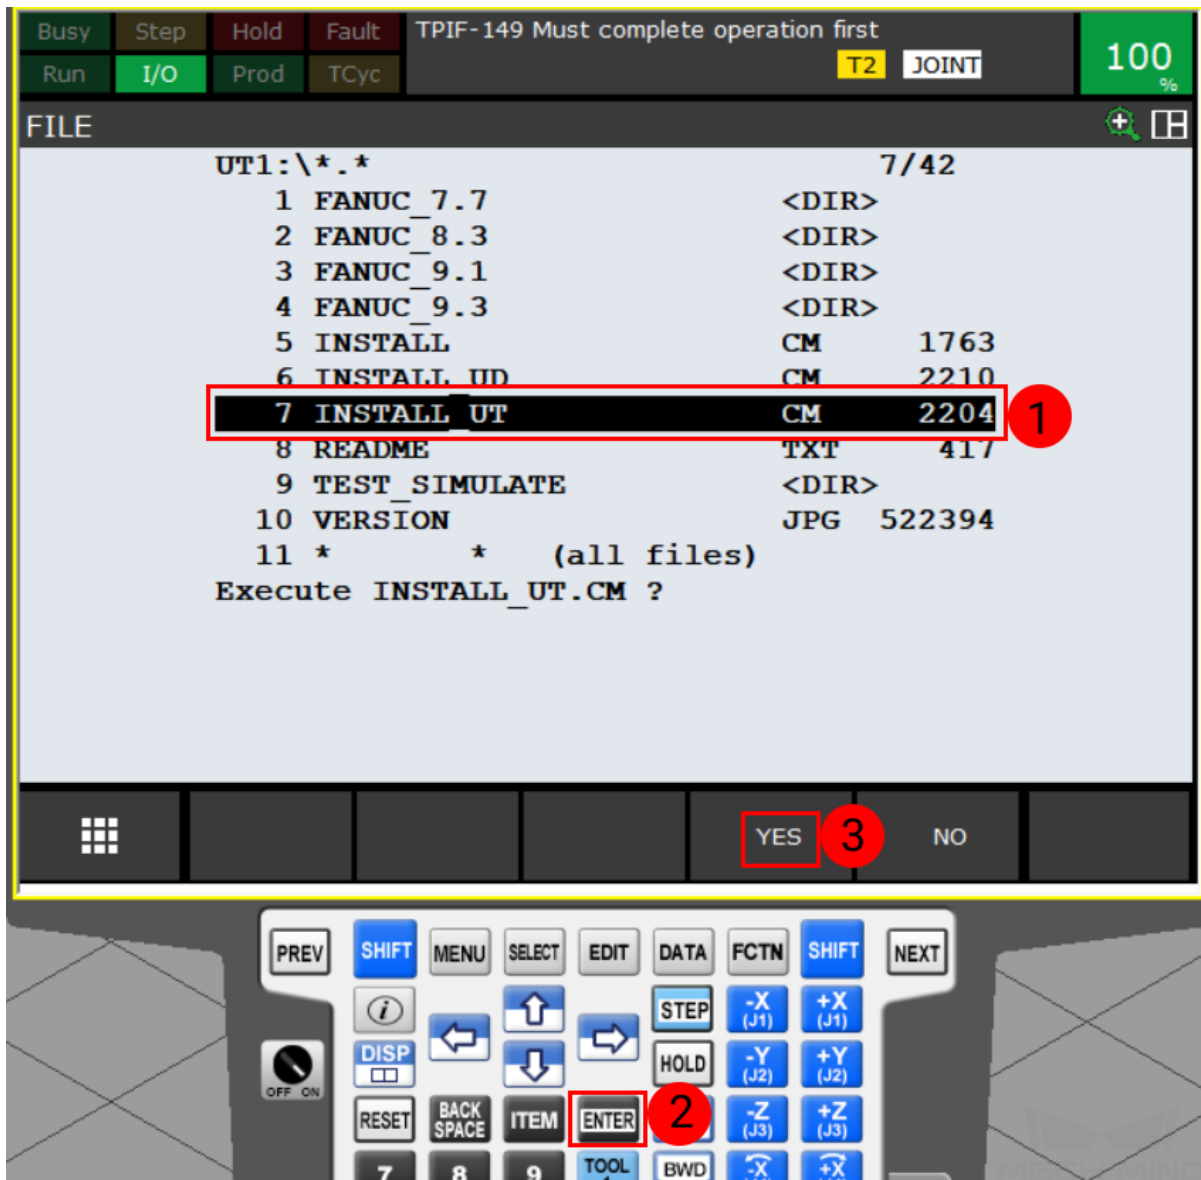 Busy Step Hold Fault TPIF-149 Must complete operation first
Run I/O Prod TCyc T2 JOINT 100 %
FILE
UT1:\*.* 7/42
1 FANUC_7.7 <DIR>
2 FANUC_8.3 <DIR>
3 FANUC_9.1 <DIR>
4 FANUC_9.3 <DIR>
5 INSTALL CM 1763
6 INSTALL_UD CM 2210
7 INSTALL_UT CM 2204 1
8 README TXT 417
9 TEST_SIMULATE <DIR>
10 VERSION JPG 522394
11 * * (all files)
Execute INSTALL_UT.CM ?
YES 3 NO
PREV SHIFT MENU SELECT EDIT DATA FCTN SHIFT NEXT
i STEP -X (J1) +X (J1)
DISP HOLD -Y (J2) +Y (J2)
OFF ON
RESET BACK SPACE ITEM ENTER 2 -Z (J3) +Z (J3)
7 8 9 TOOL BWD -X +X
MECH-MIND